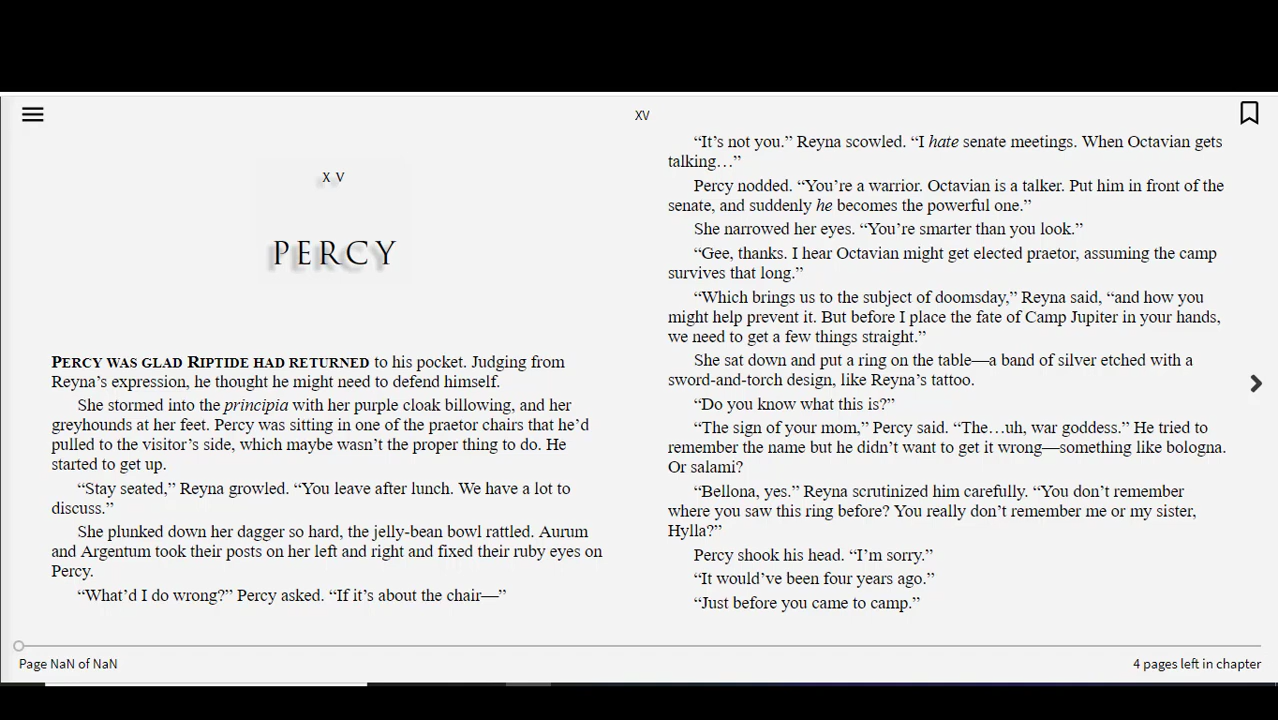 XV
X V
PERCY
PERCY WAS GLAD RIPTIDE HAD RETURNED to his pocket. Judging from
Reyna’s expression, he thought he might need to defend himself.
She stormed into the principia with her purple cloak billowing, and her
greyhounds at her feet. Percy was sitting in one of the praetor chairs that he’d
pulled to the visitor’s side, which maybe wasn’t the proper thing to do. He
started to get up.
“Stay seated,” Reyna growled. “You leave after lunch. We have a lot to
discuss.”
She plunked down her dagger so hard, the jelly-bean bowl rattled. Aurum
and Argentum took their posts on her left and right and fixed their ruby eyes on
Percy.
“What’d I do wrong?” Percy asked. “If it’s about the chair—”
“It’s not you.” Reyna scowled. “I hate senate meetings. When Octavian gets
talking…”
Percy nodded. “You’re a warrior. Octavian is a talker. Put him in front of the
senate, and suddenly he becomes the powerful one.”
She narrowed her eyes. “You’re smarter than you look.”
“Gee, thanks. I hear Octavian might get elected praetor, assuming the camp
survives that long.”
“Which brings us to the subject of doomsday,” Reyna said, “and how you
might help prevent it. But before I place the fate of Camp Jupiter in your hands,
we need to get a few things straight.”
She sat down and put a ring on the table—a band of silver etched with a
sword-and-torch design, like Reyna’s tattoo.
“Do you know what this is?”
“The sign of your mom,” Percy said. “The…uh, war goddess.” He tried to
remember the name but he didn’t want to get it wrong—something like bologna.
Or salami?
“Bellona, yes.” Reyna scrutinized him carefully. “You don’t remember
where you saw this ring before? You really don’t remember me or my sister,
Hylla?”
Percy shook his head. “I’m sorry.”
“It would’ve been four years ago.”
“Just before you came to camp.”
Page NaN of NaN
4 pages left in chapter